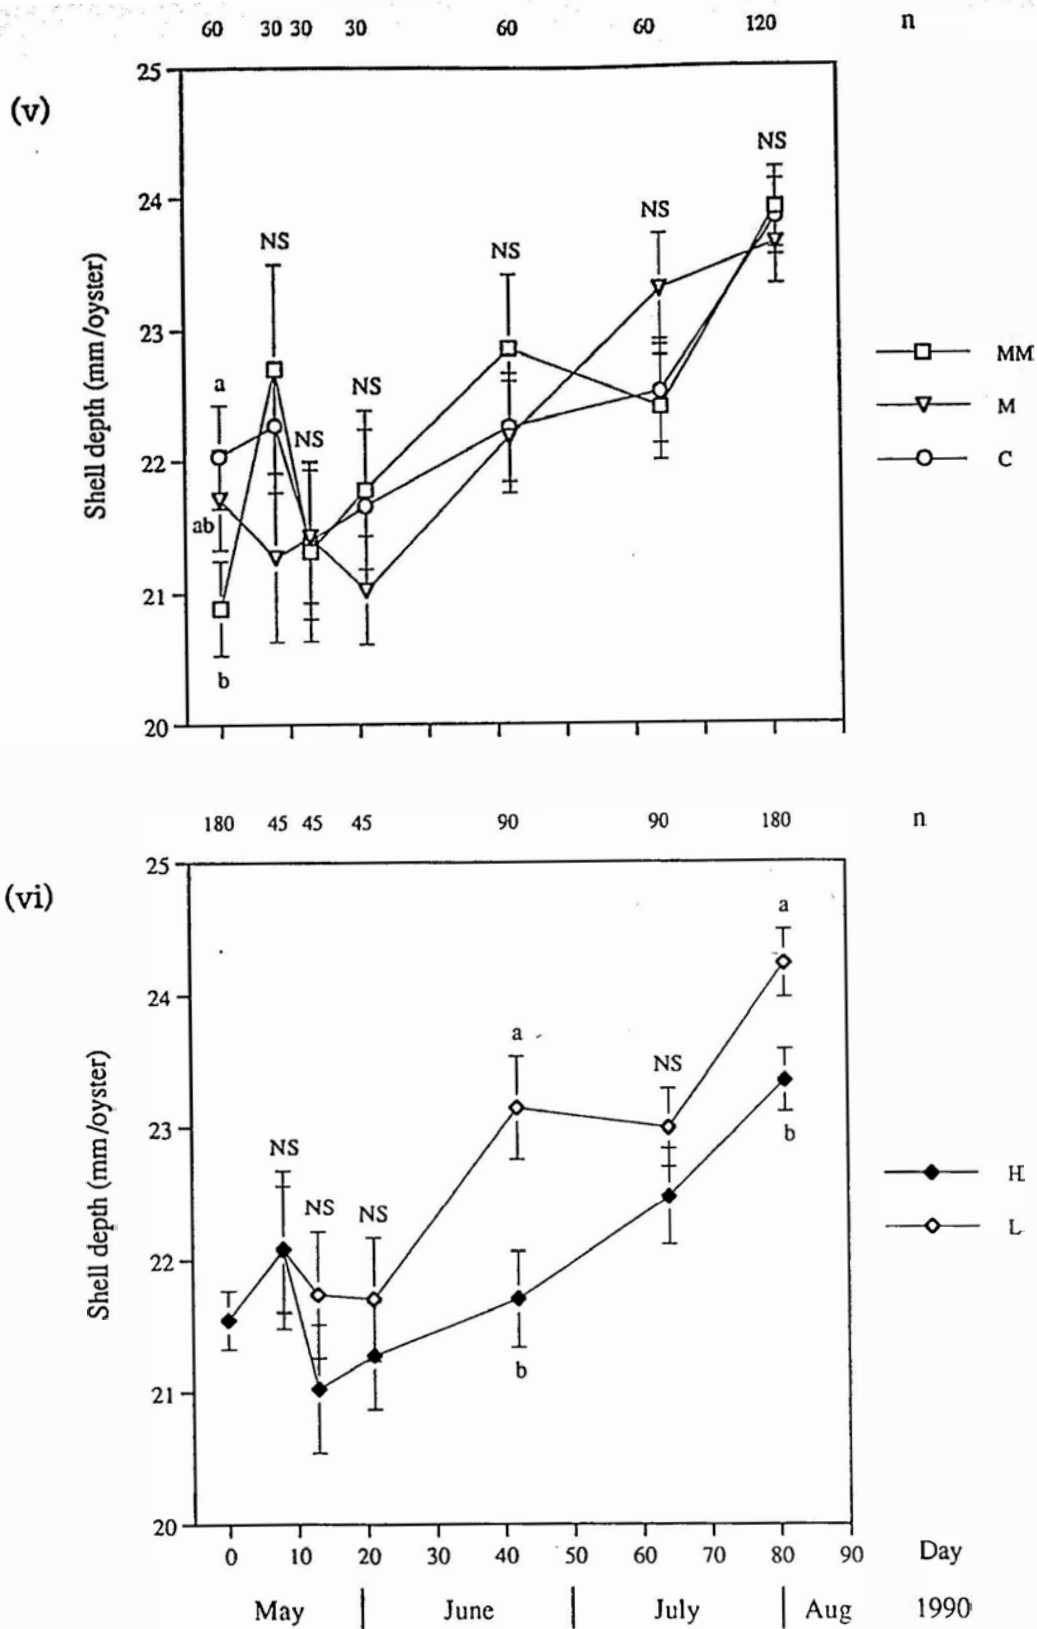 60 30 30 30 60 60 120 n
(v)
25
24
23
22
21
20
Shell depth (mm/oyster)
a
ab
b
NS
NS
NS
NS
NS
NS
MM
M
C
180 45 45 45 90 90 180 n
(vi)
25
24
23
22
21
20
Shell depth (mm/oyster)
NS
NS
NS
a
b
NS
a
b
H
L
0 10 20 30 40 50 60 70 80 90 Day
May June July Aug 1990